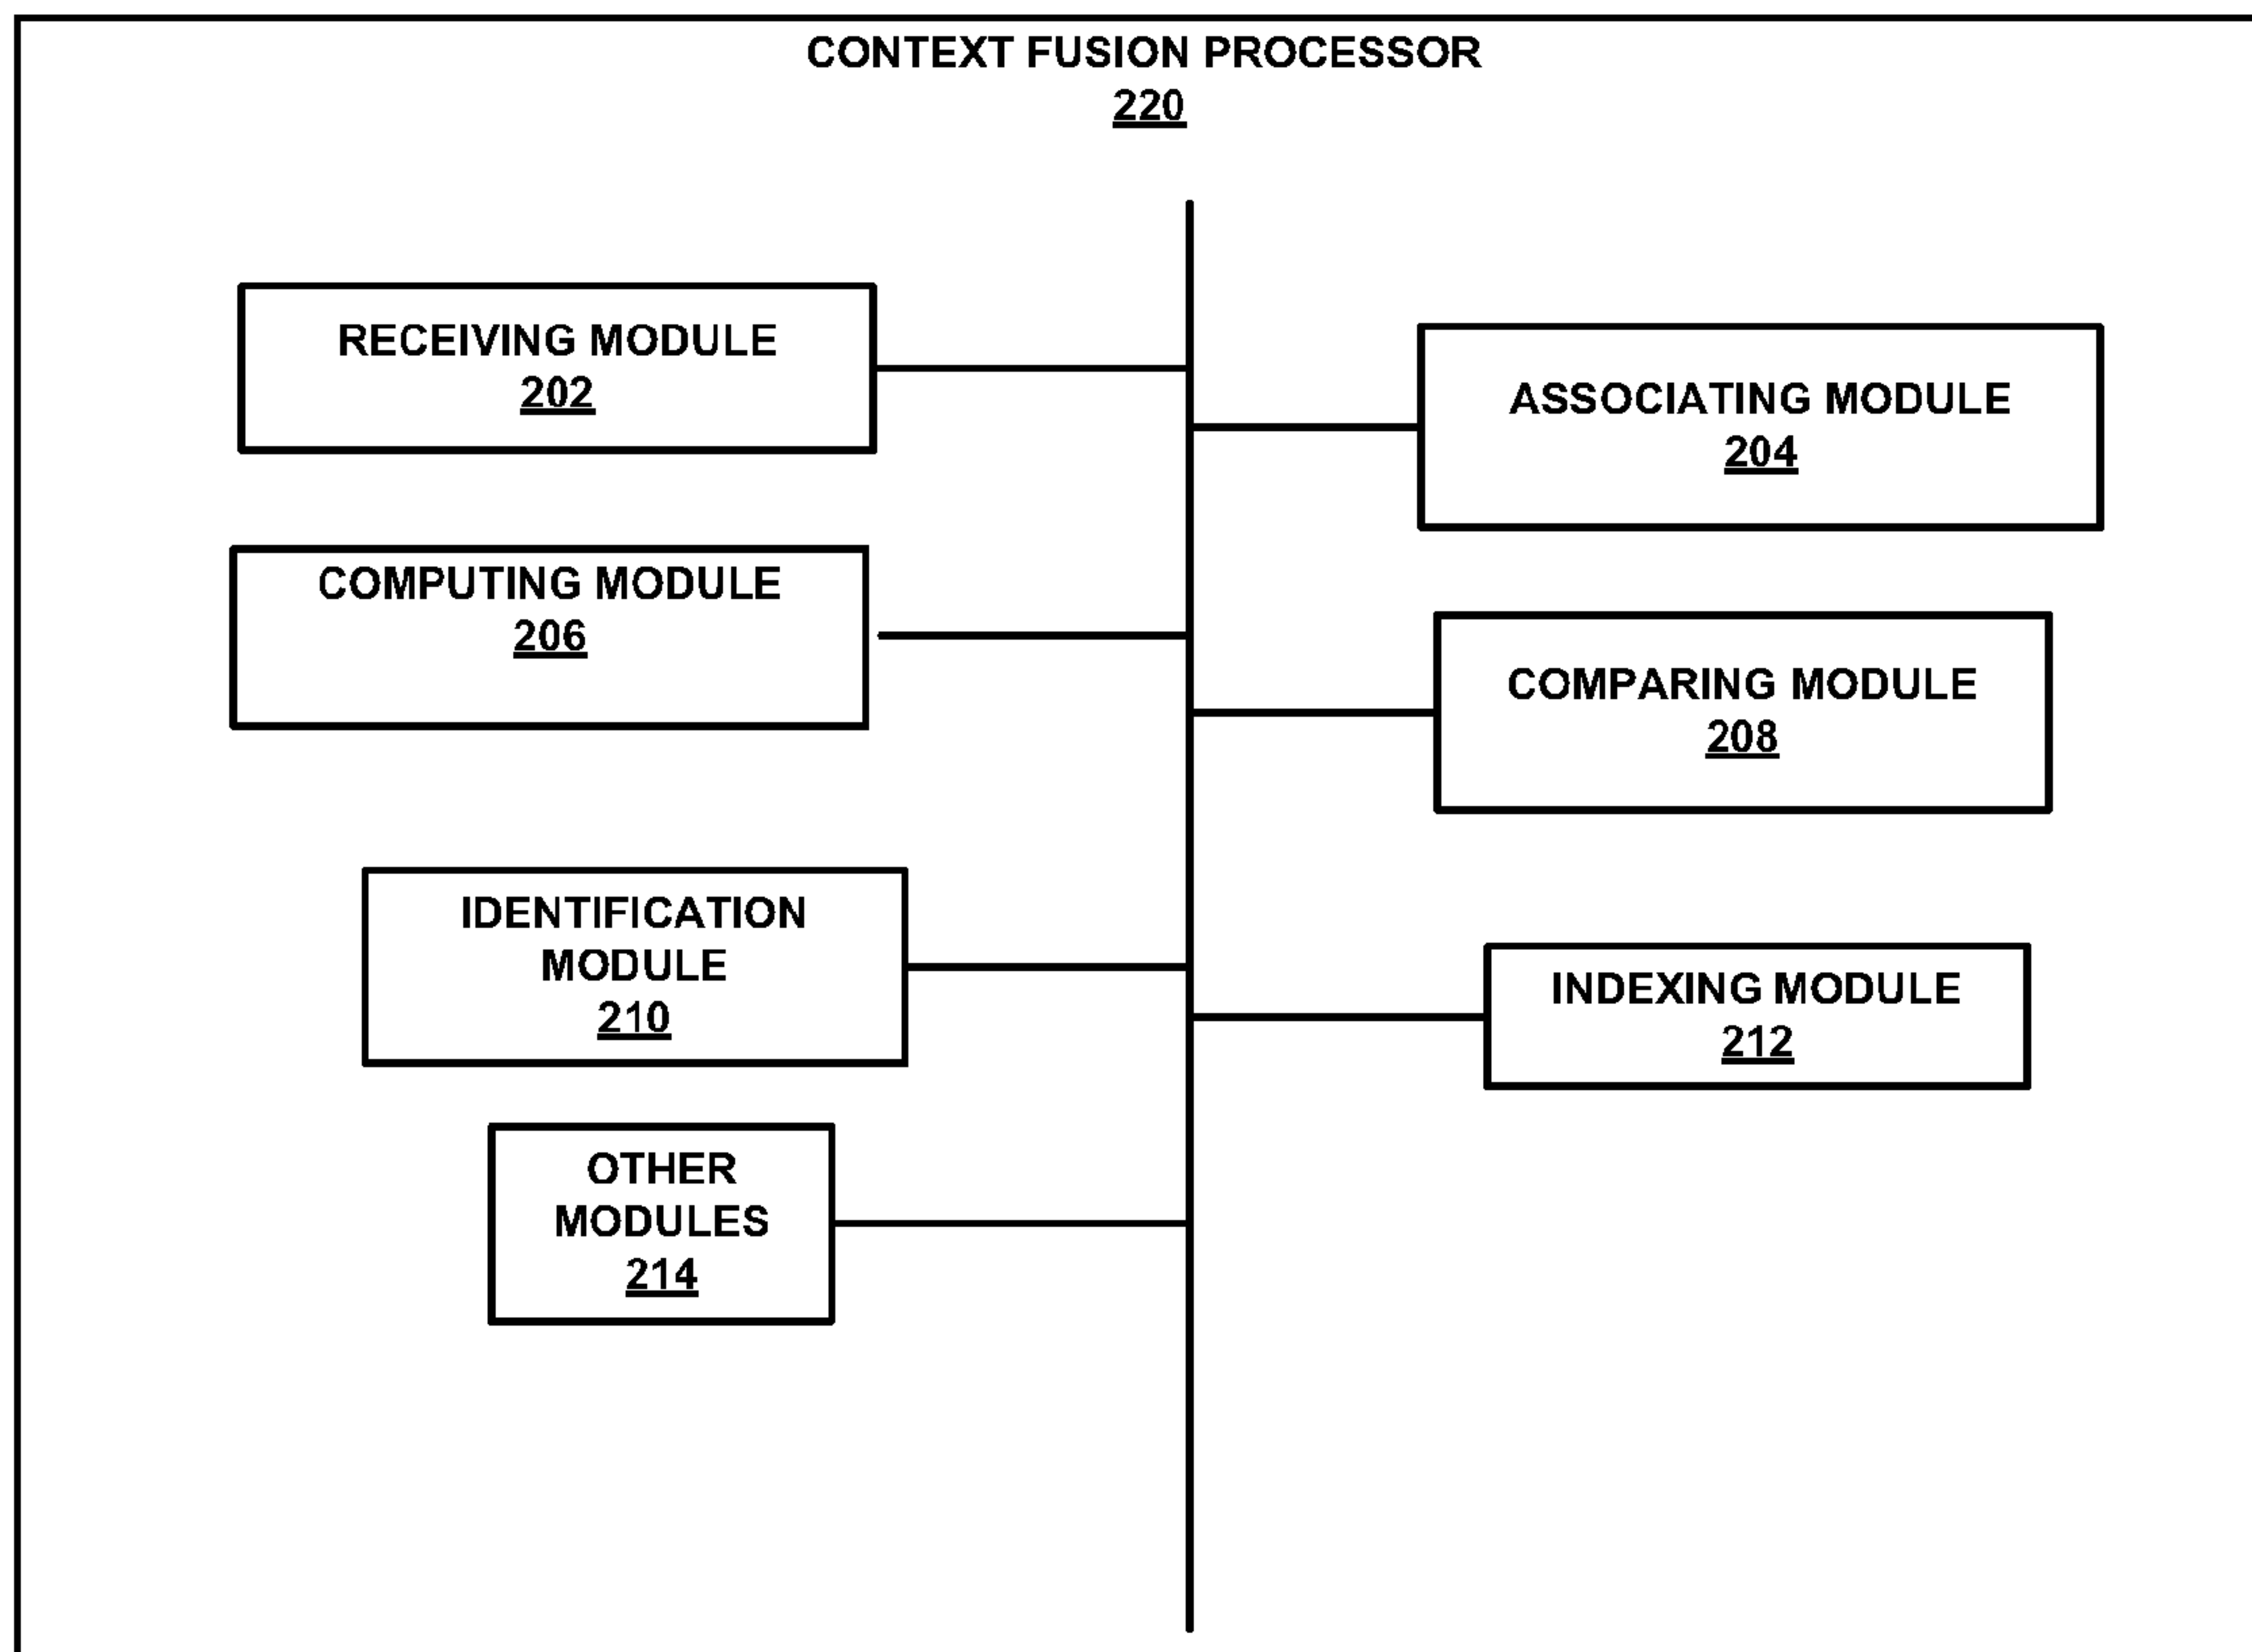 CONTEXT FUSION PROCESSOR
220
RECEIVING MODULE
202
ASSOCIATING MODULE
204
COMPUTING MODULE
206
COMPARING MODULE
208
IDENTIFICATION
MODULE
210
INDEXING MODULE
212
OTHER
MODULES
214